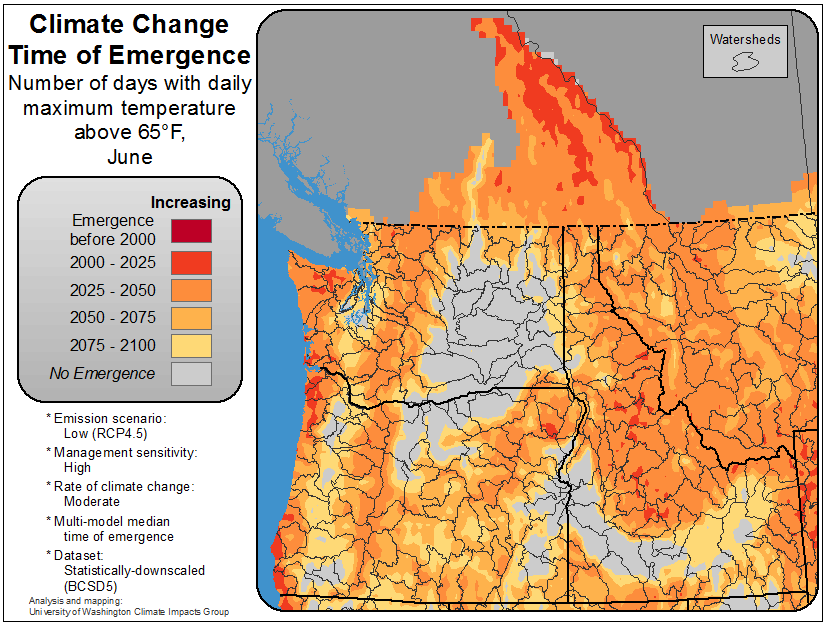 Climate Change
Time of Emergence
Number of days with daily
maximum temperature
above 65°F,
June
Increasing
Emergence
before 2000
2000 - 2025
2025 - 2050
2050 - 2075
2075 - 2100
No Emergence
* Emission scenario:
Low (RCP4.5)
* Management sensitivity:
High
* Rate of climate change:
Moderate
* Multi-model median
time of emergence
* Dataset:
Statistically-downscaled
(BCSD5)
Analysis and mapping:
University of Washington Climate Impacts Group
Watersheds